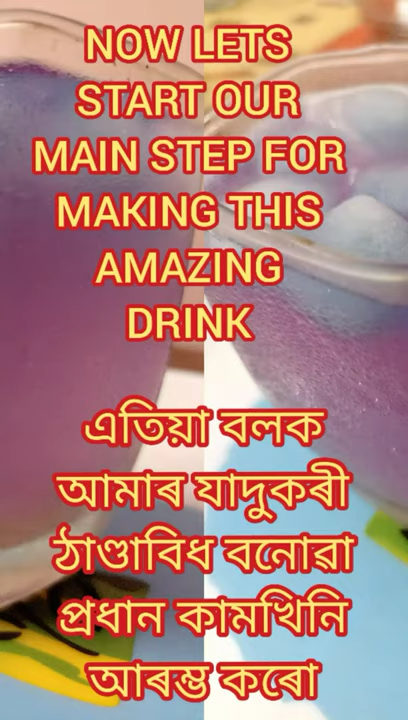 NOW LETS
START OUR
MAIN STEP FOR
MAKING THIS
AMAZING
DRINK
এতিয়া বলক
আমাৰ যাদুকৰী
ঠাণ্ডাবিধ বনোৱা
প্ৰধান কামখিনি
আৰম্ভ কৰো